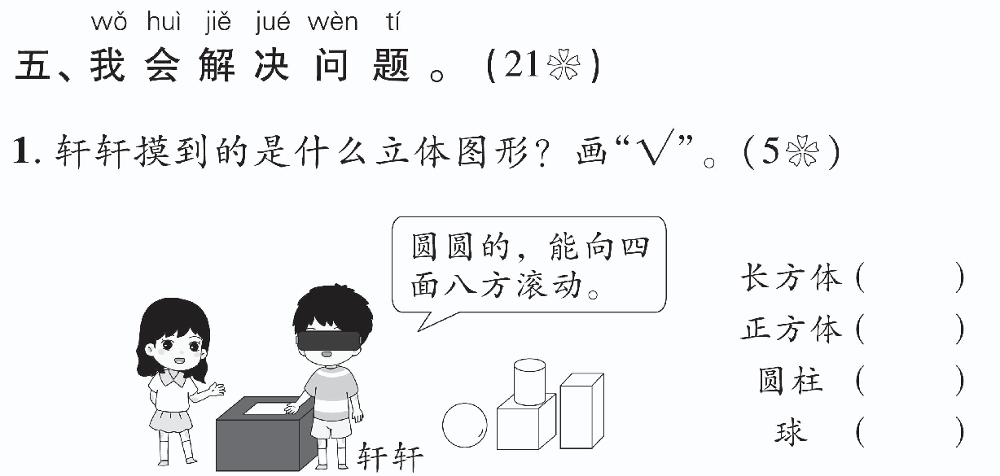 wǒ huì jiě jué wèn tí
五、我会解决问题。(21)
1. 轩轩摸到的是什么立体图形？画“√”。(5)
圆圆的，能向四
面八方滚动。
长方体 (　　)
正方体 (　　)
圆柱 (　　)
球 (　　)
轩轩